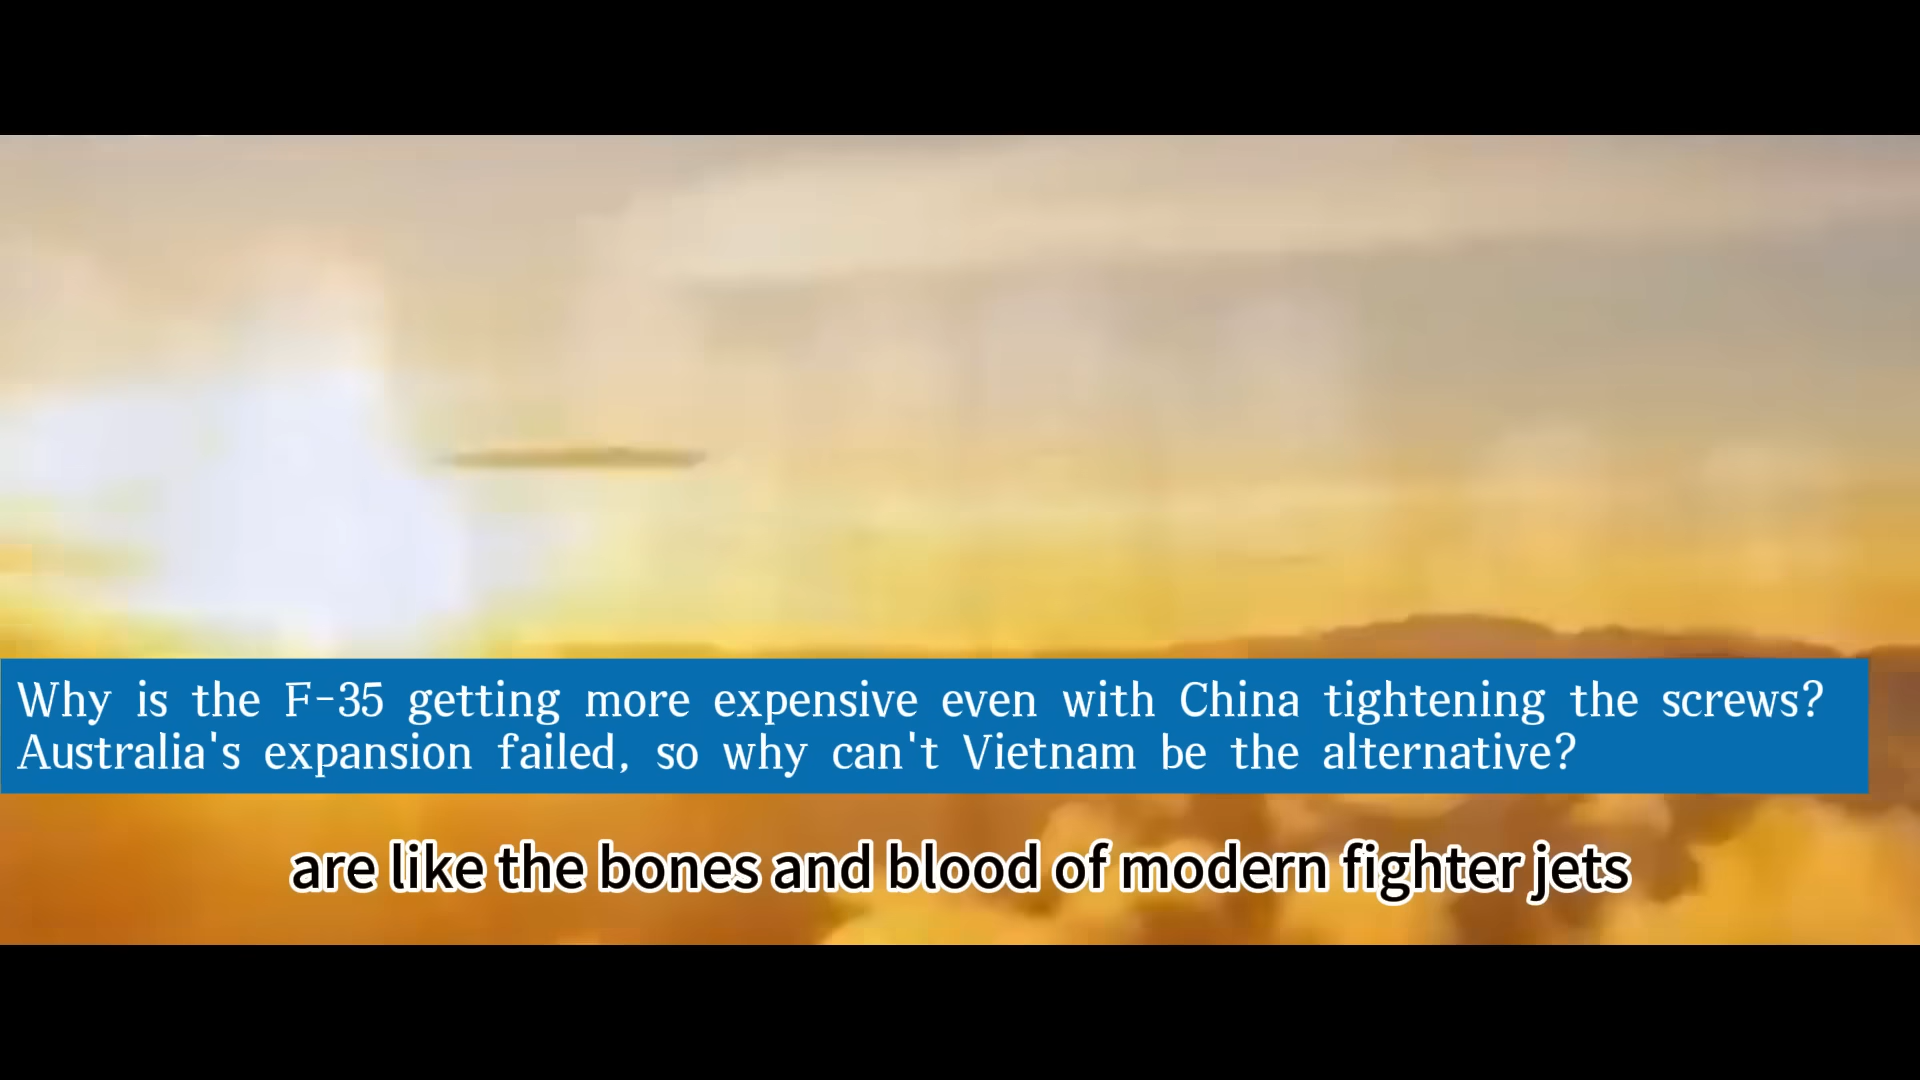 Why is the F-35 getting more expensive even with China tightening the screws?
Australia's expansion failed, so why can't Vietnam be the alternative?
are like the bones and blood of modern fighter jets